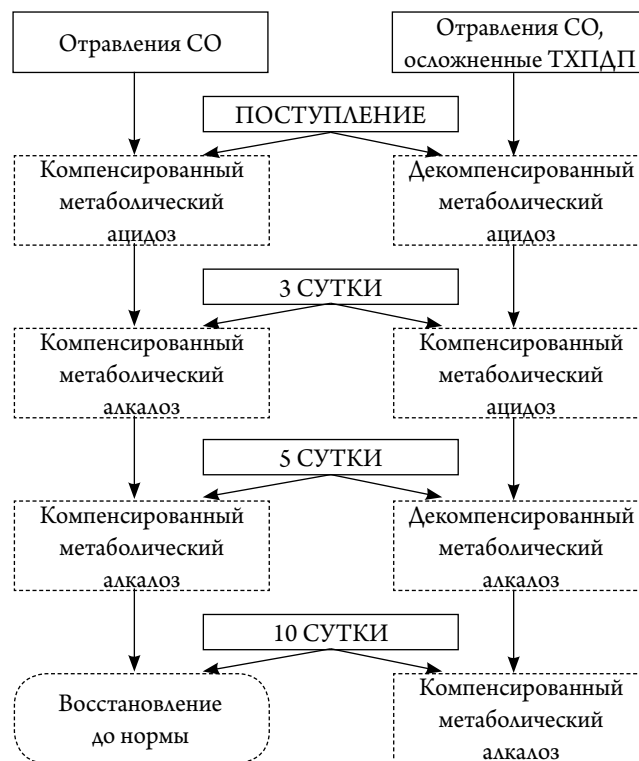 Отравления СО
Отравления СО,
осложненные ТХПДП
ПОСТУПЛЕНИЕ
Компенсированный
метаболический
ацидоз
Декомпенсированный
метаболический
ацидоз
3 СУТКИ
Компенсированный
метаболический
алкалоз
Компенсированный
метаболический
ацидоз
5 СУТКИ
Компенсированный
метаболический
алкалоз
Декомпенсированный
метаболический
алкалоз
10 СУТКИ
Восстановление
до нормы
Компенсированный
метаболический
алкалоз